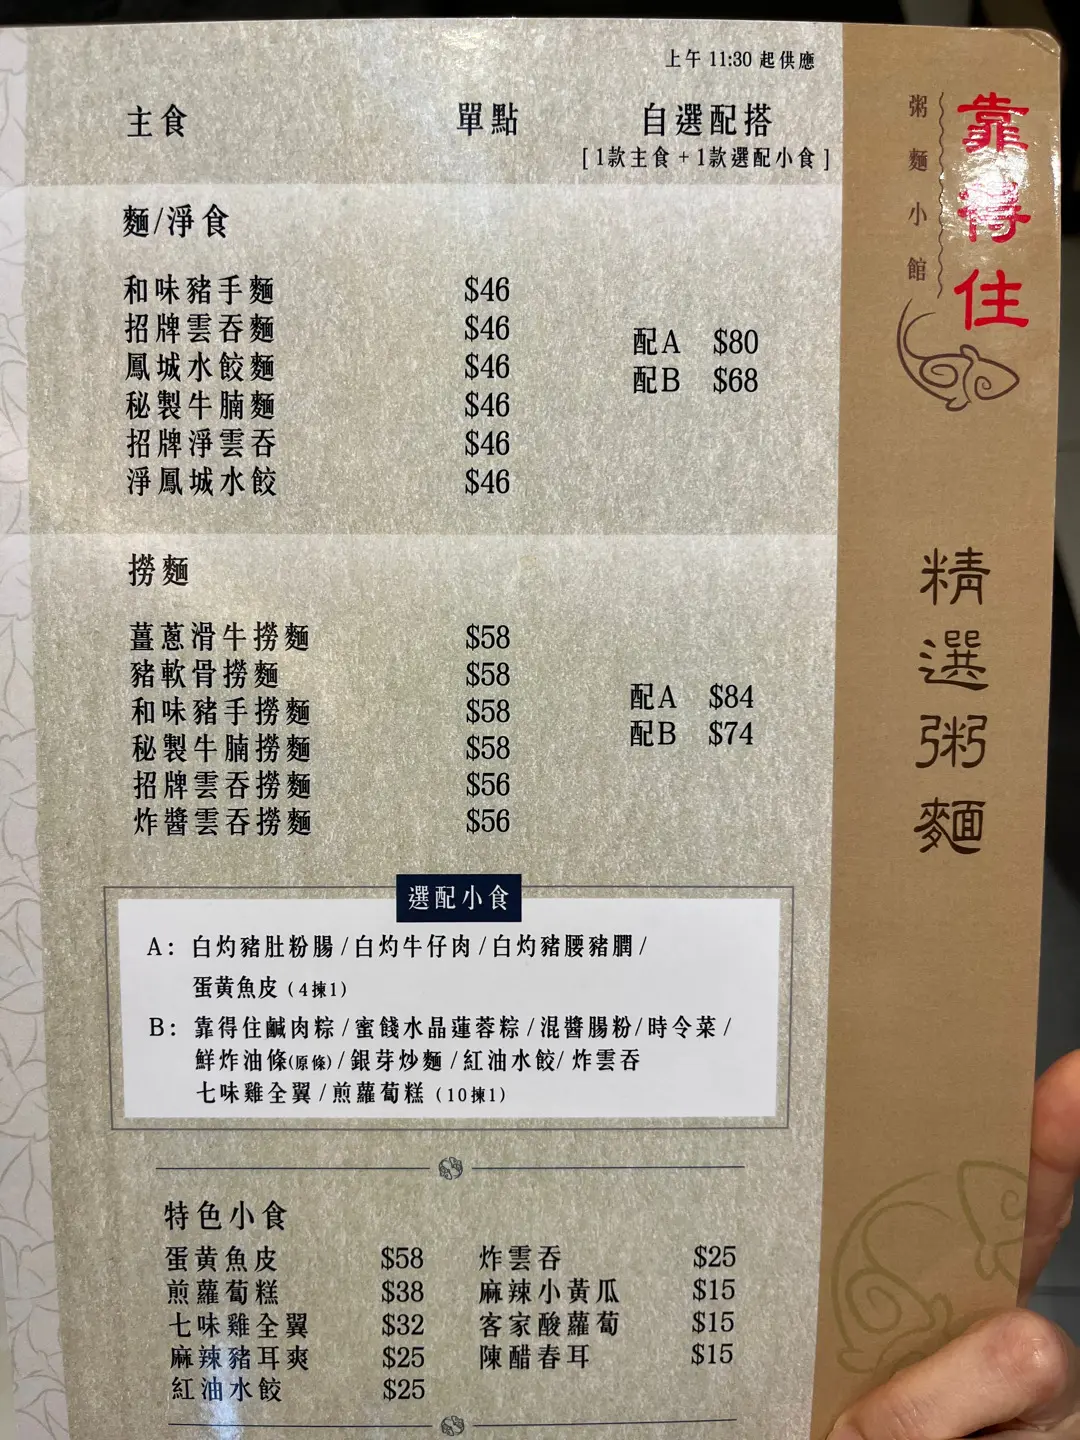 上午 11:30 起供應
主食 單點 自選配搭
[ 1款主食 + 1款選配小食 ]
麵/淨食
和味豬手麵 $46
招牌雲吞麵 $46
鳳城水餃麵 $46
秘製牛腩麵 $46
招牌淨雲吞 $46
淨鳳城水餃 $46
配A $80
配B $68
撈麵
薑蔥滑牛撈麵 $58
豬軟骨撈麵 $58
和味豬手撈麵 $58
秘製牛腩撈麵 $58
招牌雲吞撈麵 $56
炸醬雲吞撈麵 $56
配A $84
配B $74
選配小食
A: 白灼豬肚粉腸 / 白灼牛仔肉 / 白灼豬腰豬膶 /
蛋黄魚皮 ( 4揀1)
B: 靠得住鹹肉粽 / 蜜餞水晶蓮蓉粽 / 混醬腸粉/ 時令菜 /
鮮炸油條(原條) / 銀芽炒麵 / 紅油水餃/ 炸雲吞
七味雞全翼 / 煎蘿蔔糕 ( 10揀1)
特色小食
蛋黄魚皮 $58
煎蘿蔔糕 $38
七味雞全翼 $32
麻辣豬耳爽 $25
紅油水餃 $25
炸雲吞 $25
麻辣小黃瓜 $15
客家酸蘿蔔 $15
陳醋春耳 $15
靠得住
粥麵小館
精選粥麵